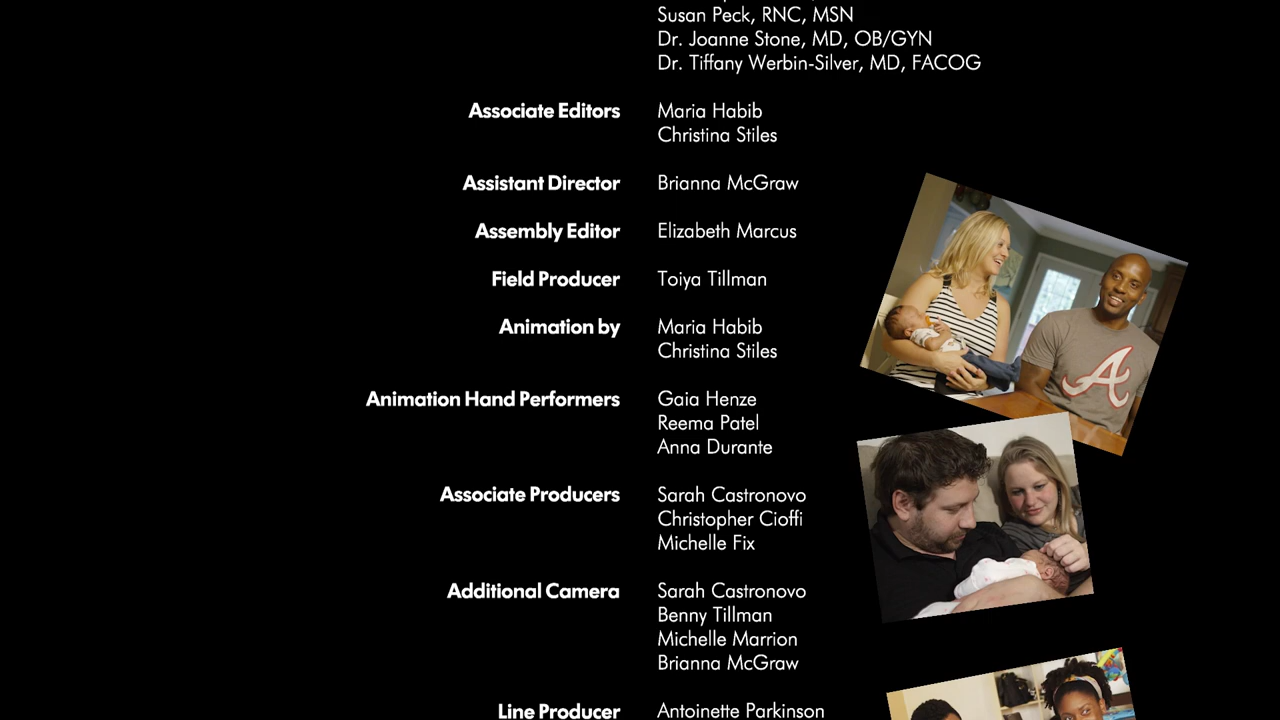 Susan Peck, RNC, MSN
Dr. Joanne Stone, MD, OB/GYN
Dr. Tiffany Werbin-Silver, MD, FACOG
Associate Editors Maria Habib
Christina Stiles
Assistant Director Brianna McGraw
Assembly Editor Elizabeth Marcus
Field Producer Toiya Tillman
Animation by Maria Habib
Christina Stiles
Animation Hand Performers Gaia Henze
Reema Patel
Anna Durante
Associate Producers Sarah Castronovo
Christopher Cioffi
Michelle Fix
Additional Camera Sarah Castronovo
Benny Tillman
Michelle Marrion
Brianna McGraw
Line Producer Antoinette Parkinson
A